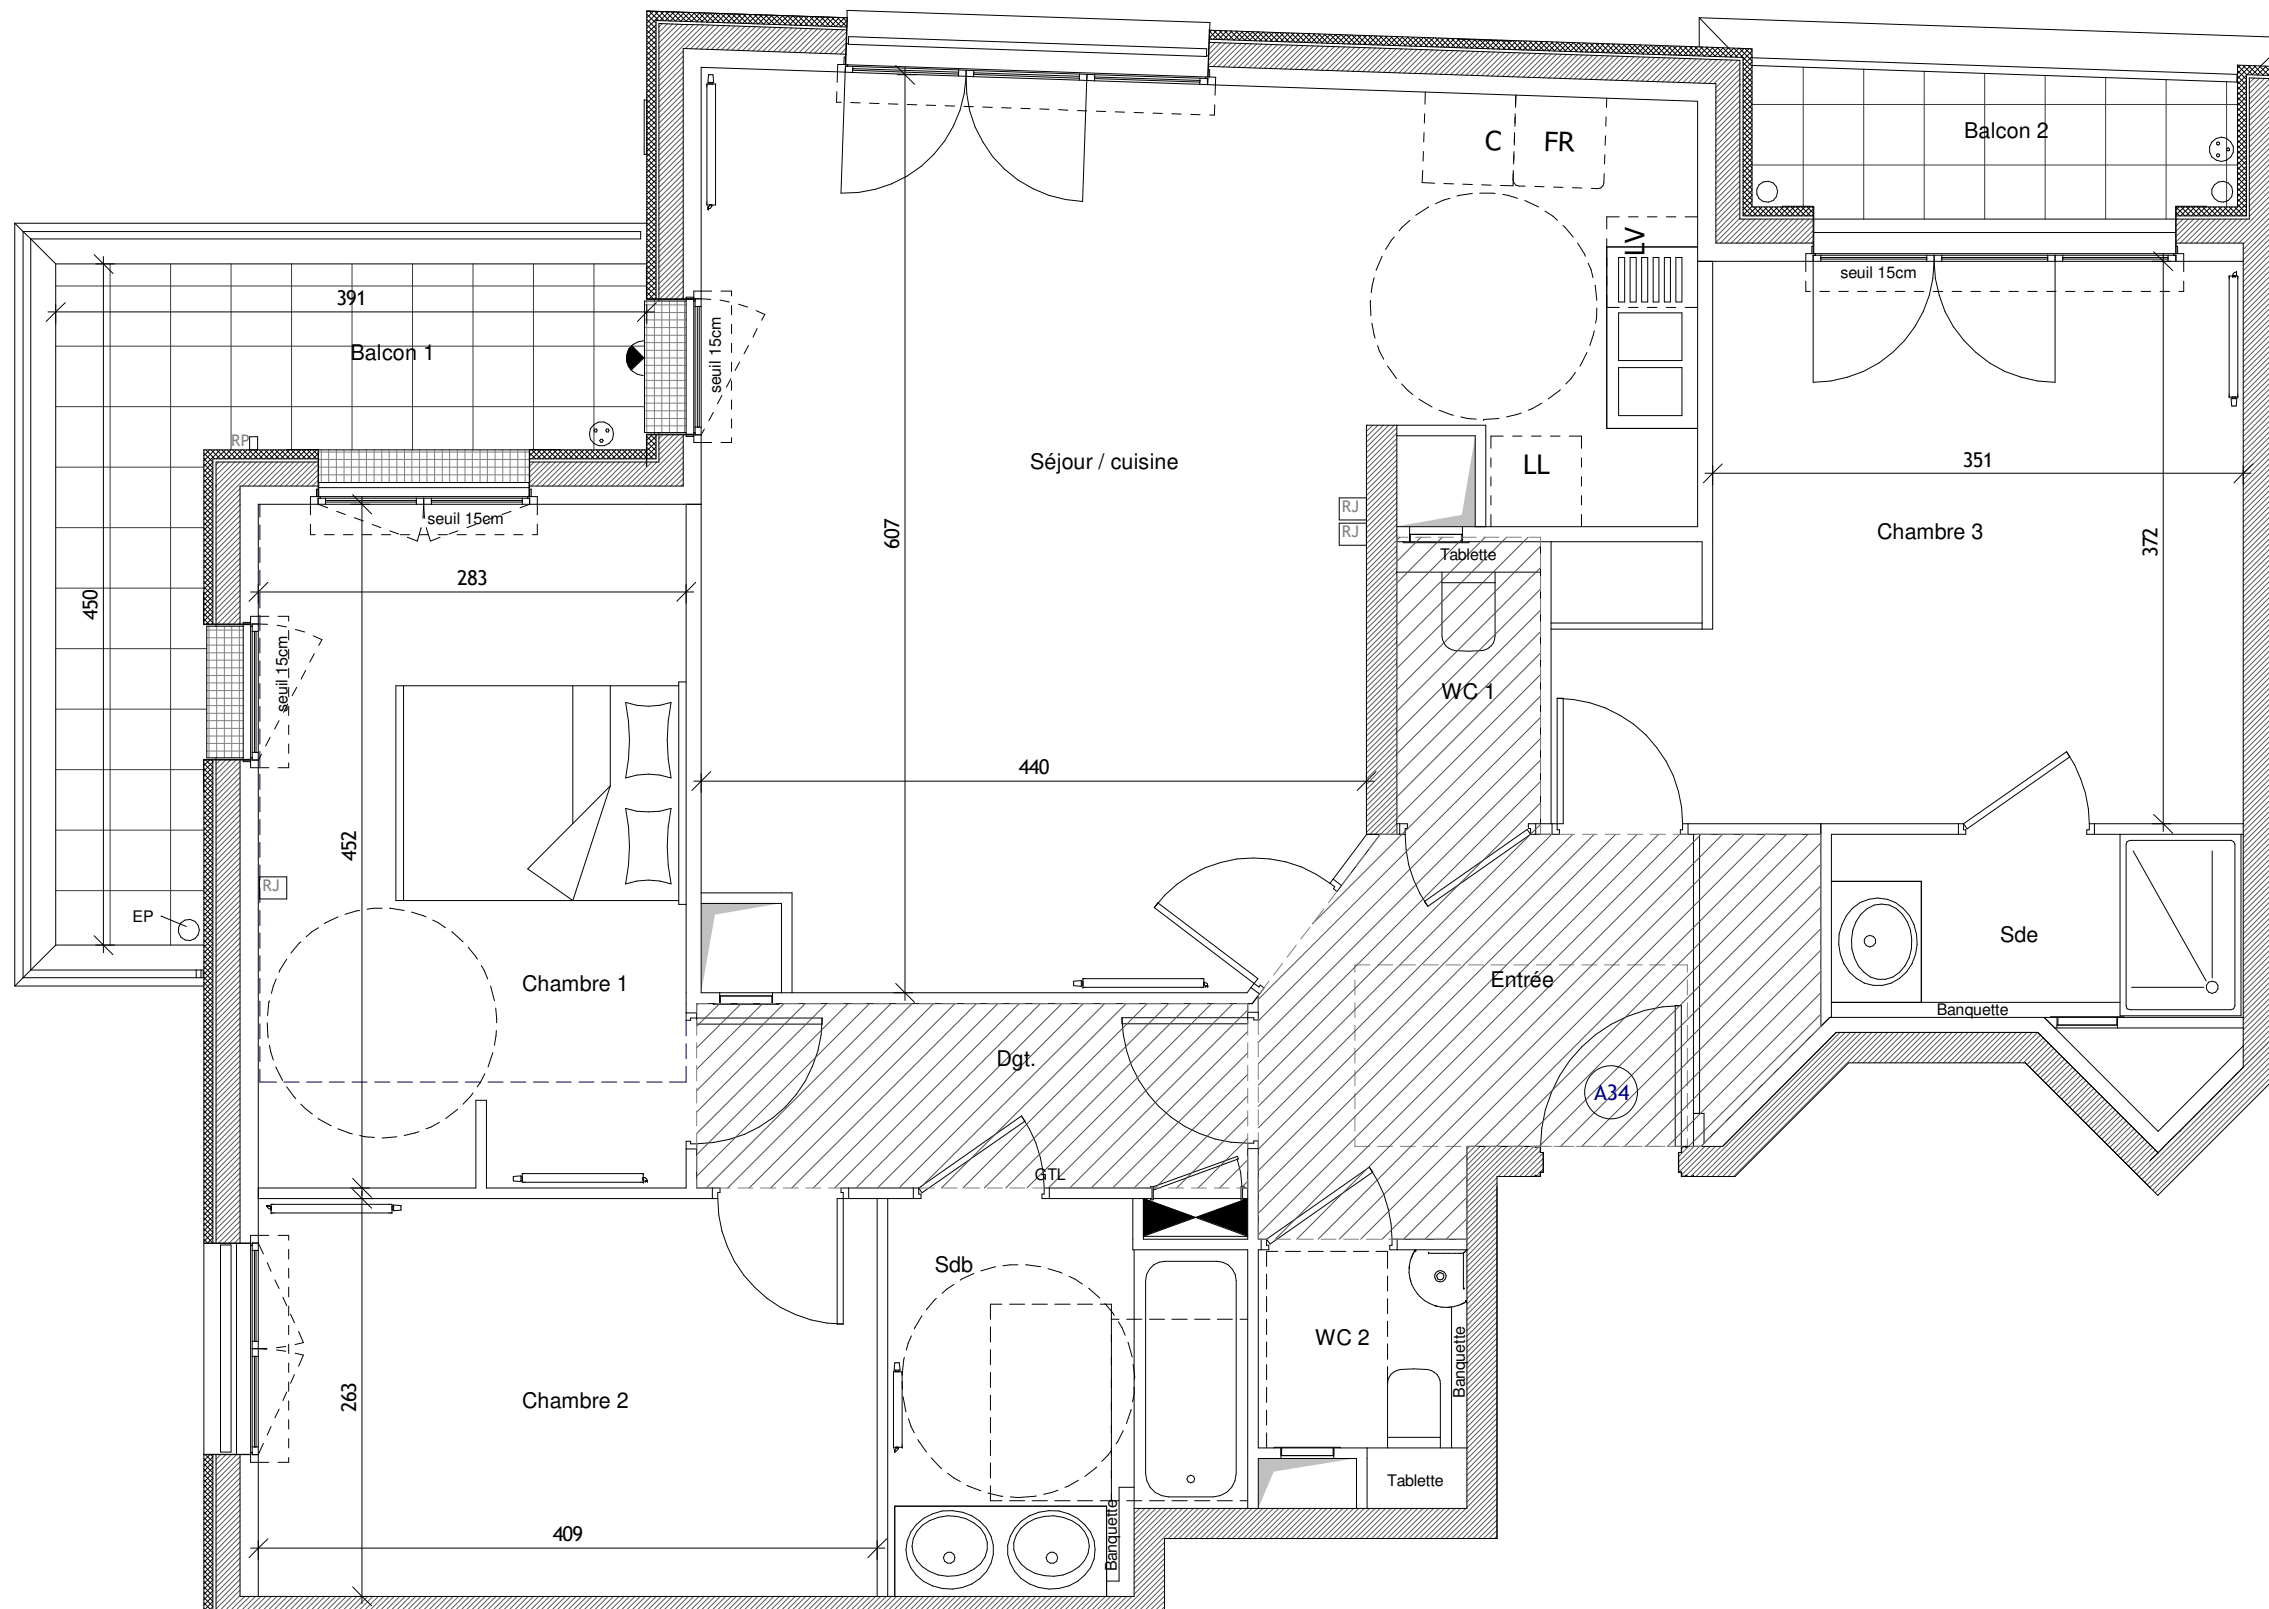 Balcon 2
C
FR
LV
seuil 15cm
391
Balcon 1
seuil 15cm
RP
Séjour / cuisine
LL
351
RJ
RJ
seuil 15cm
607
Chambre 3
372
Tablette
283
450
seuil 15cm
WC 1
440
452
RJ
EP
Chambre 1
Sde
Entrée
Banquette
Dgt.
A34
GTL
Sdb
WC 2
Banquette
263
Chambre 2
Tablette
409
Banquette